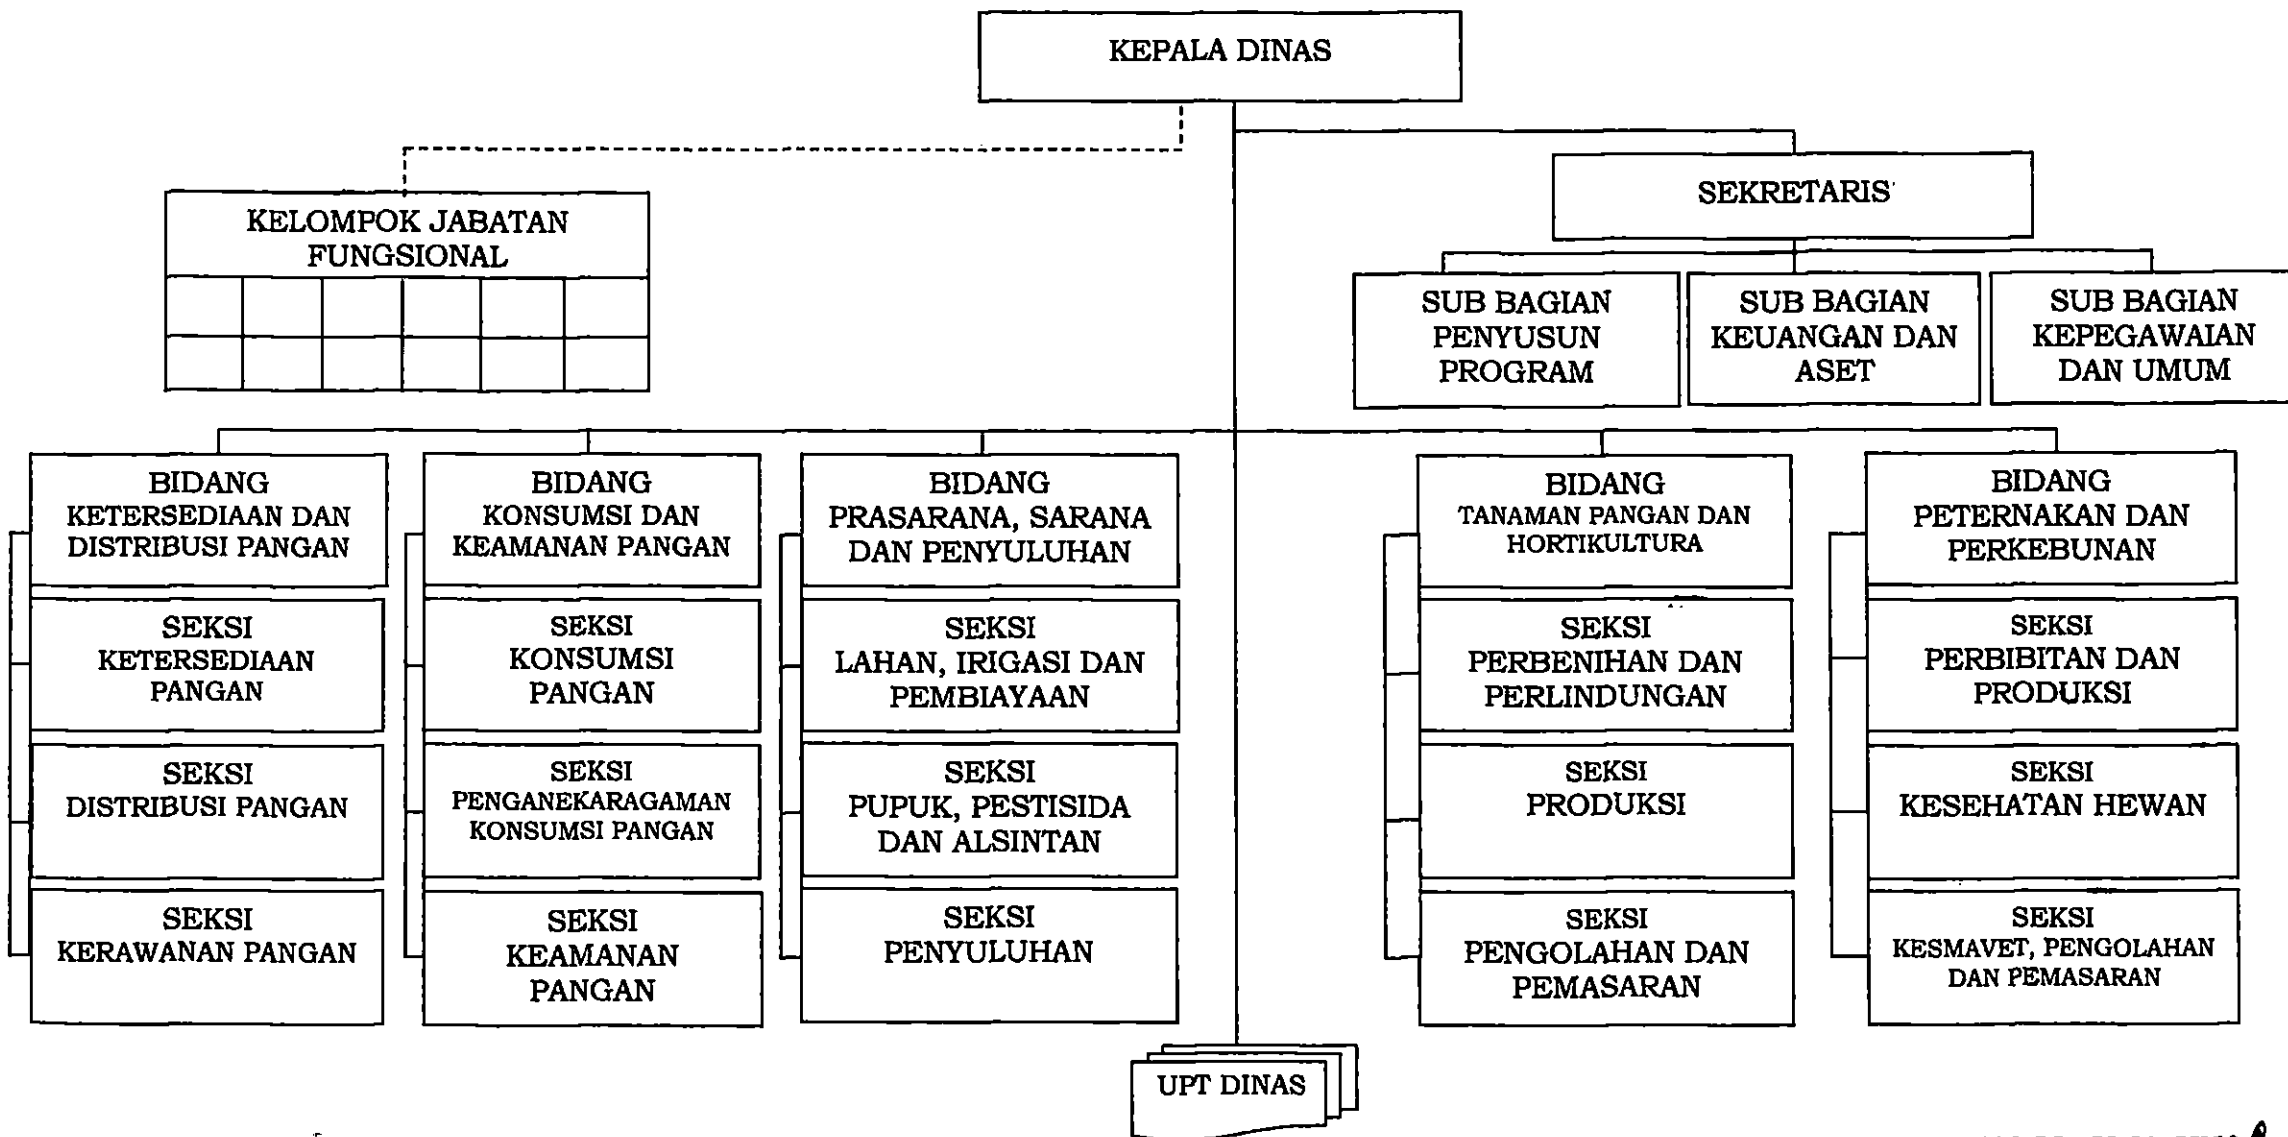 KEPALA DINAS
SEKRETARIS
KELOMPOK JABATAN
FUNGSIONAL
SUB BAGIAN
PENYUSUN
PROGRAM
SUB BAGIAN
KEUANGAN DAN
ASET
SUB BAGIAN
KEPEGAWAIAN
DAN UMUM
BIDANG
KETERSEDIAAN DAN
DISTRIBUSI PANGAN
SEKSI
KETERSEDIAAN
PANGAN
SEKSI
DISTRIBUSI PANGAN
SEKSI
KERAWANAN PANGAN
BIDANG
KONSUMSI DAN
KEAMANAN PANGAN
SEKSI
KONSUMSI
PANGAN
SEKSI
PENGANEKARAGAMAN
KONSUMSI PANGAN
SEKSI
KEAMANAN
PANGAN
BIDANG
PRASARANA, SARANA
DAN PENYULUHAN
SEKSI
LAHAN, IRIGASI DAN
PEMBIAYAAN
SEKSI
PUPUK, PESTISIDA
DAN ALSINTAN
SEKSI
PENYULUHAN
BIDANG
TANAMAN PANGAN DAN
HORTIKULTURA
SEKSI
PERBENIHAN DAN
PERLINDUNGAN
SEKSI
PRODUKSI
SEKSI
PENGOLAHAN DAN
PEMASARAN
BIDANG
PETERNAKAN DAN
PERKEBUNAN
SEKSI
PERBIBITAN DAN
PRODUKSI
SEKSI
KESEHATAN HEWAN
SEKSI
KESMAVET, PENGOLAHAN
DAN PEMASARAN
UPT DINAS